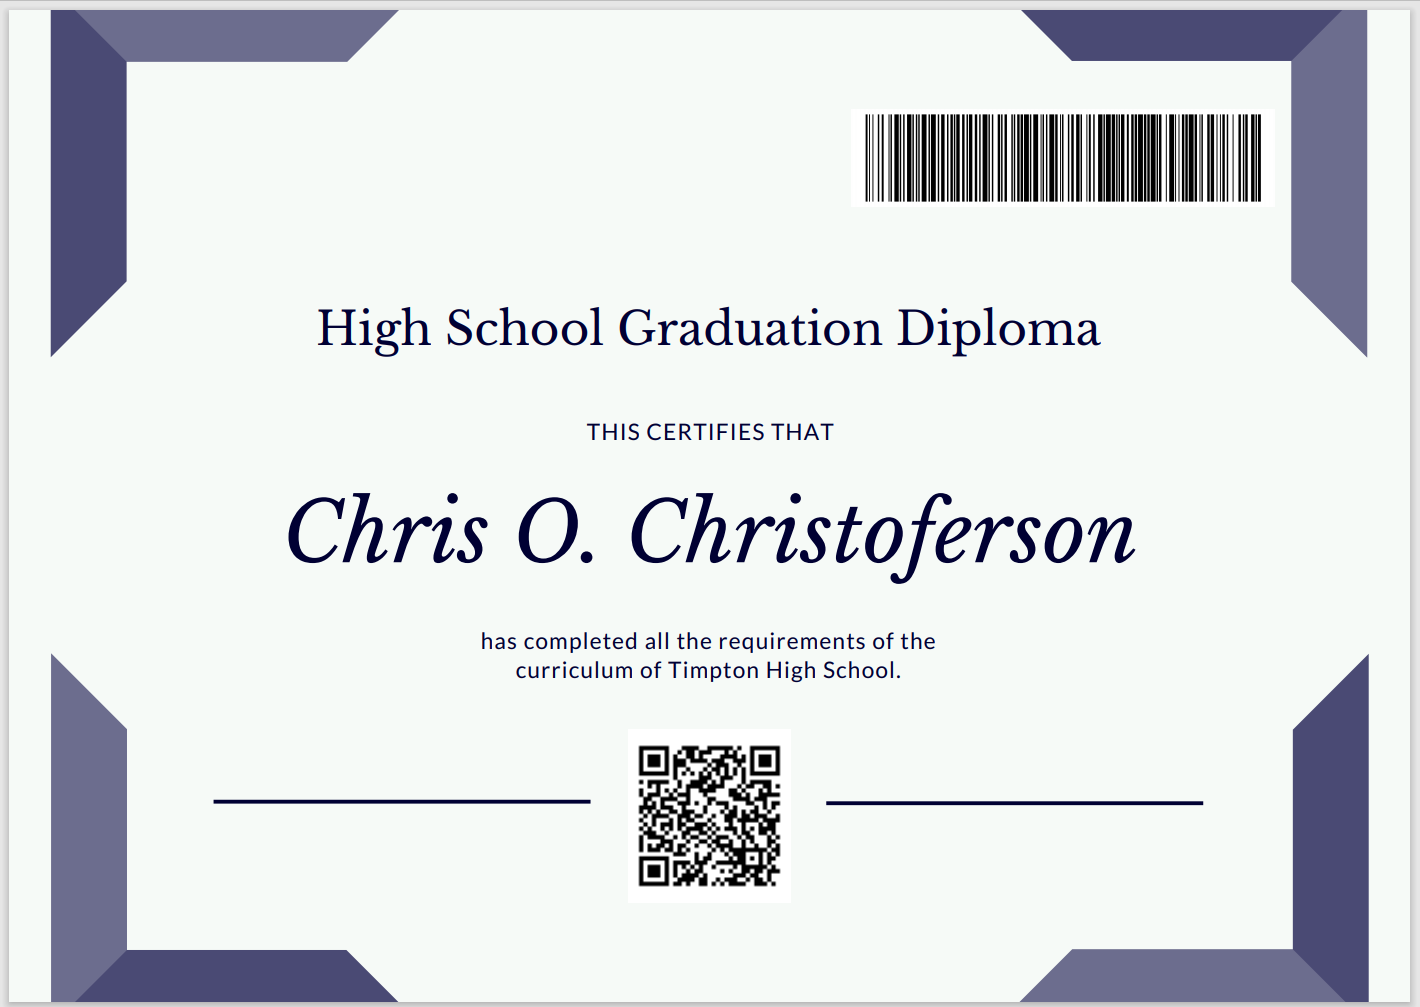 High School Graduation Diploma
THIS CERTIFIES THAT
Chris O. Christoferson
has completed all the requirements of the
curriculum of Timpton High School.